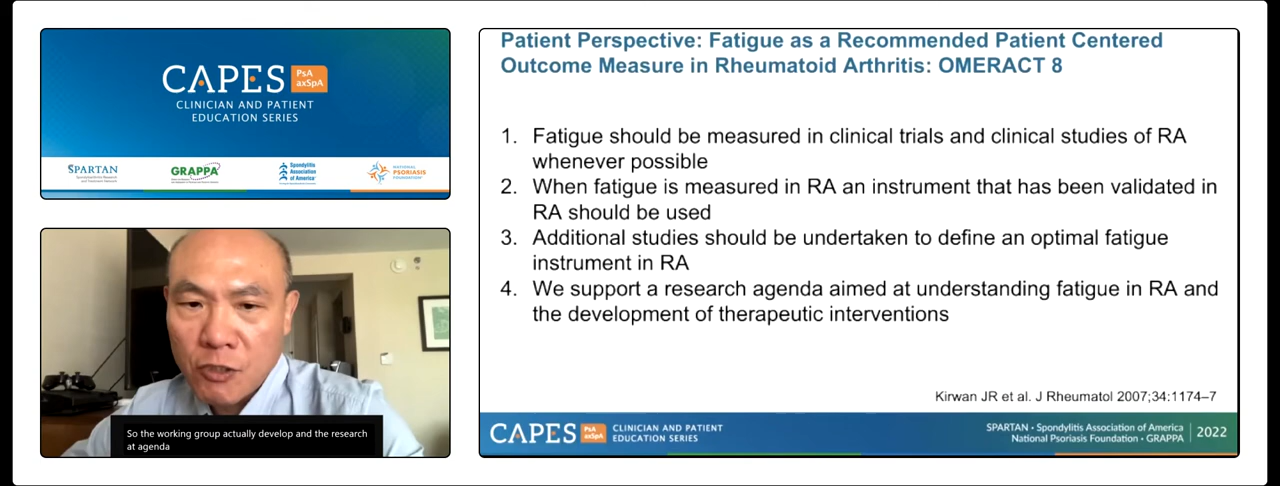 CAPES PsA axSpA
CLINICIAN AND PATIENT
EDUCATION SERIES
SPARTAN
GRAPPA
Spondylitis
Association
of America
NATIONAL
PSORIASIS
FOUNDATION
So the working group actually develop and the research
at agenda
Patient Perspective: Fatigue as a Recommended Patient Centered
Outcome Measure in Rheumatoid Arthritis: OMERACT 8
1. Fatigue should be measured in clinical trials and clinical studies of RA
whenever possible
2. When fatigue is measured in RA an instrument that has been validated in
RA should be used
3. Additional studies should be undertaken to define an optimal fatigue
instrument in RA
4. We support a research agenda aimed at understanding fatigue in RA and
the development of therapeutic interventions
Kirwan JR et al. J Rheumatol 2007;34:1174–7
CAPES PsA axSpA
CLINICIAN AND PATIENT
EDUCATION SERIES
SPARTAN • Spondylitis Association of America
National Psoriasis Foundation • GRAPPA
2022